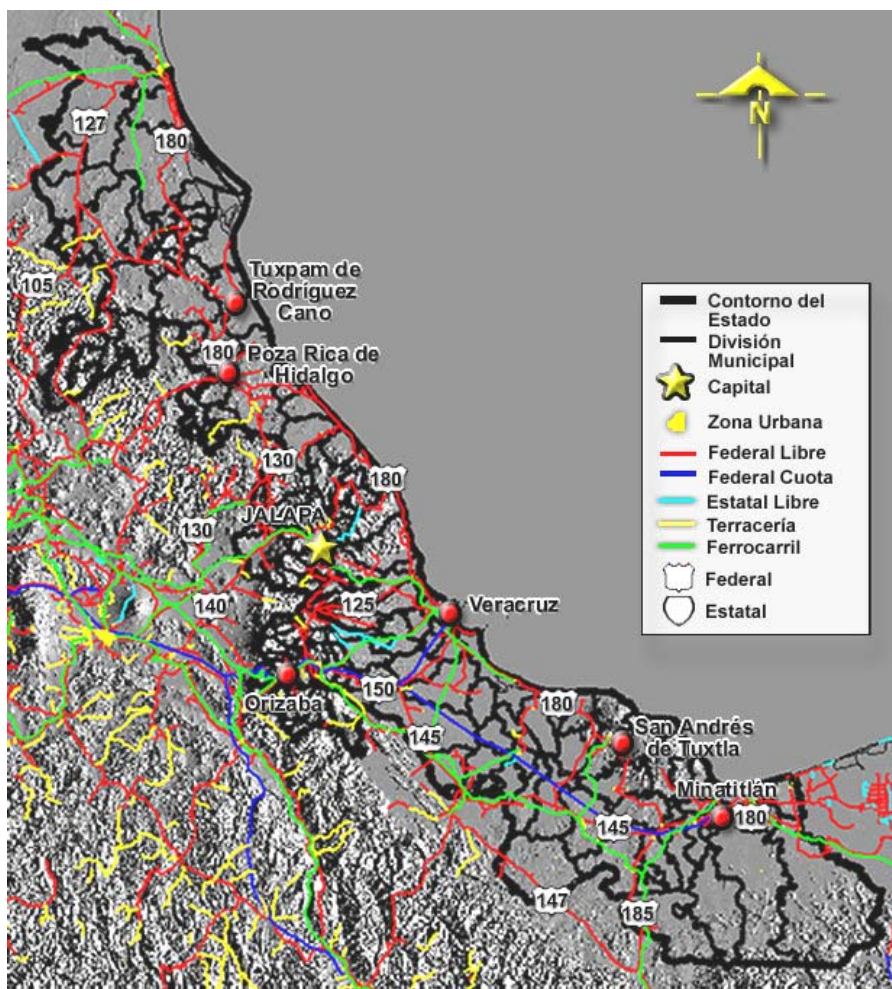 127
180
N
Tuxpam de
Rodríguez
Cano
105
180
Poza Rica de
Hidalgo
130
180
JALAPA
130
140
125
Veracruz
Orizaba
150
145
180
San Andrés
de Tuxtla
Minatitlán
145
180
147
185
Contorno del
Estado
División
Municipal
Capital
Zona Urbana
Federal Libre
Federal Cuota
Estatal Libre
Terracería
Ferrocarril
Federal
Estatal